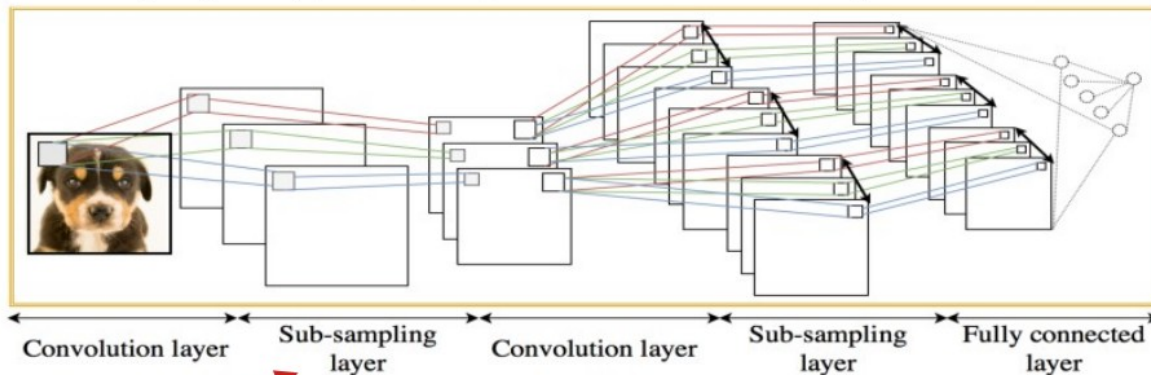 Convolution layer
Sub-sampling
layer
Convolution layer
Sub-sampling
layer
Fully connected
layer